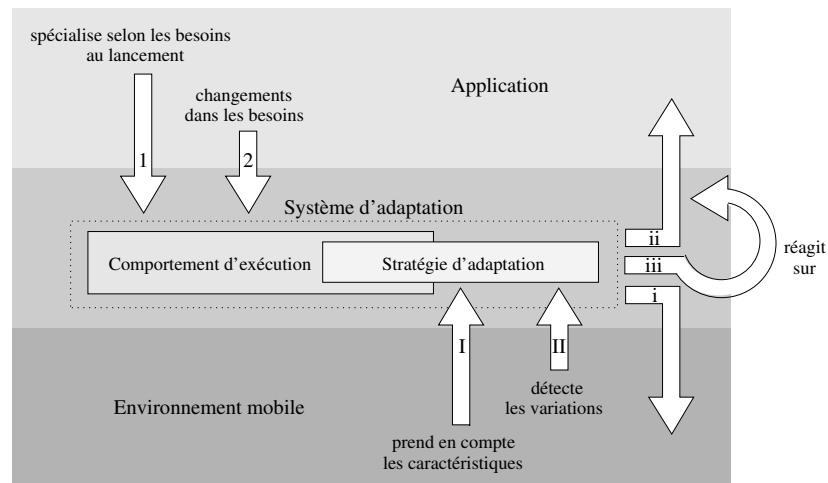 spécialise selon les besoins
au lancement
Application
changements
dans les besoins
1
2
Système d'adaptation
Comportement d'exécution
Stratégie d'adaptation
ii
iii
i
réagit
sur
I
II
détecte
les variations
Environnement mobile
prend en compte
les caractéristiques